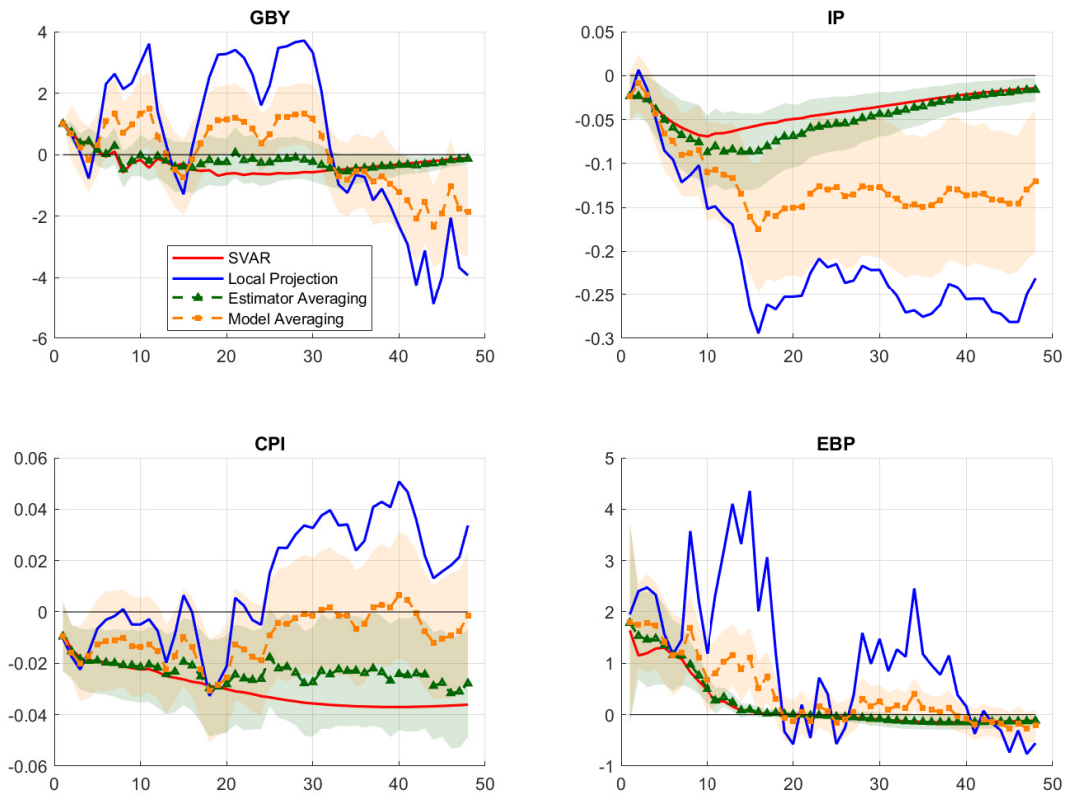 GBY
4
2
0
-2
-4
-6
0 10 20 30 40 50
SVAR
Local Projection
Estimator Averaging
Model Averaging
IP
0.05
0
-0.05
-0.1
-0.15
-0.2
-0.25
-0.3
0 10 20 30 40 50
CPI
0.06
0.04
0.02
0
-0.02
-0.04
-0.06
0 10 20 30 40 50
EBP
5
4
3
2
1
0
-1
0 10 20 30 40 50